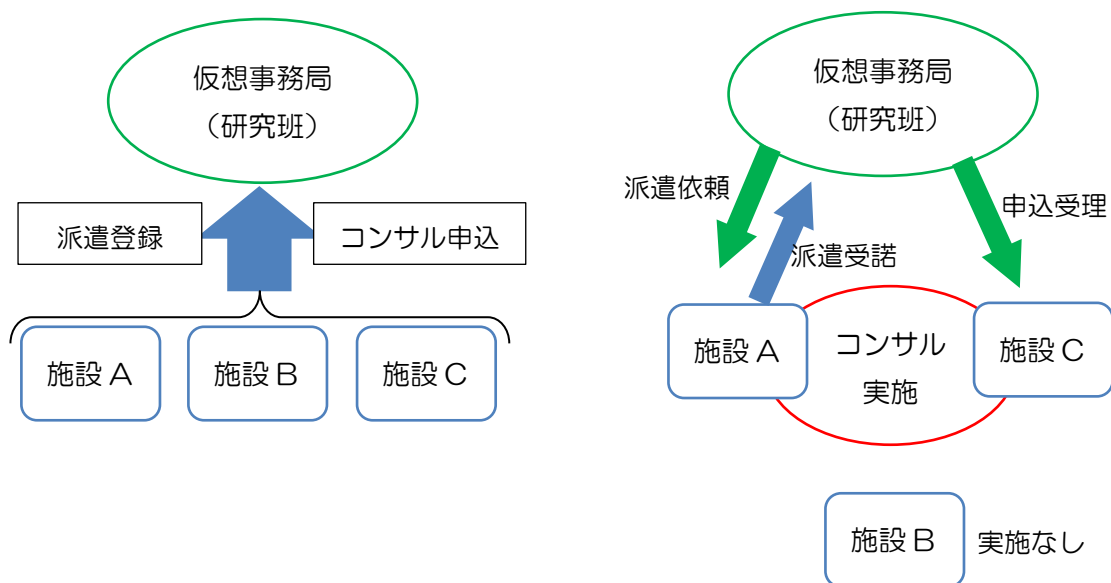 仮想事務局
（研究班）
派遣登録
コンサル申込
施設A
施設B
施設C
仮想事務局
（研究班）
派遣依頼
申込受理
派遣受諾
施設A
コンサル
実施
施設C
施設B
実施なし